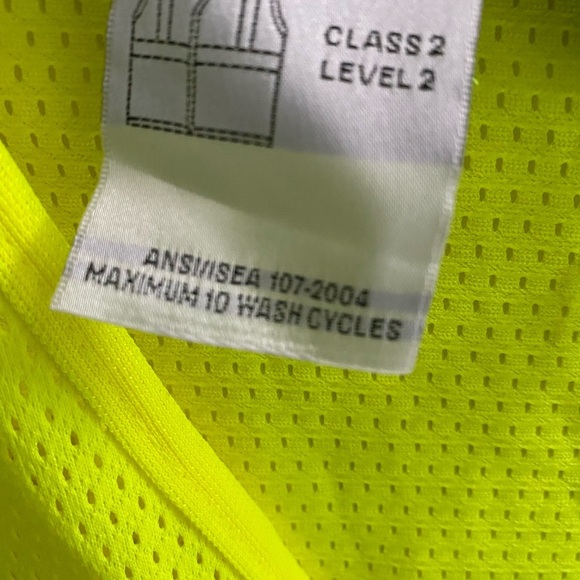 CLASS 2
LEVEL 2
ANSI/ISEA 107-2004
MAXIMUM 10 WASH CYCLES